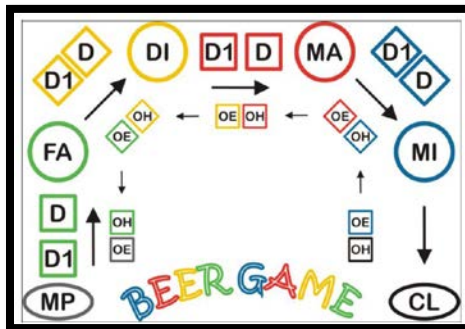 D1 D
DI
D1 D
MA
D1 D
FA
OE OH
OE OH
OE OH
MI
D
D1
OH
OE
OE
OH
MP
BEER GAME
CL